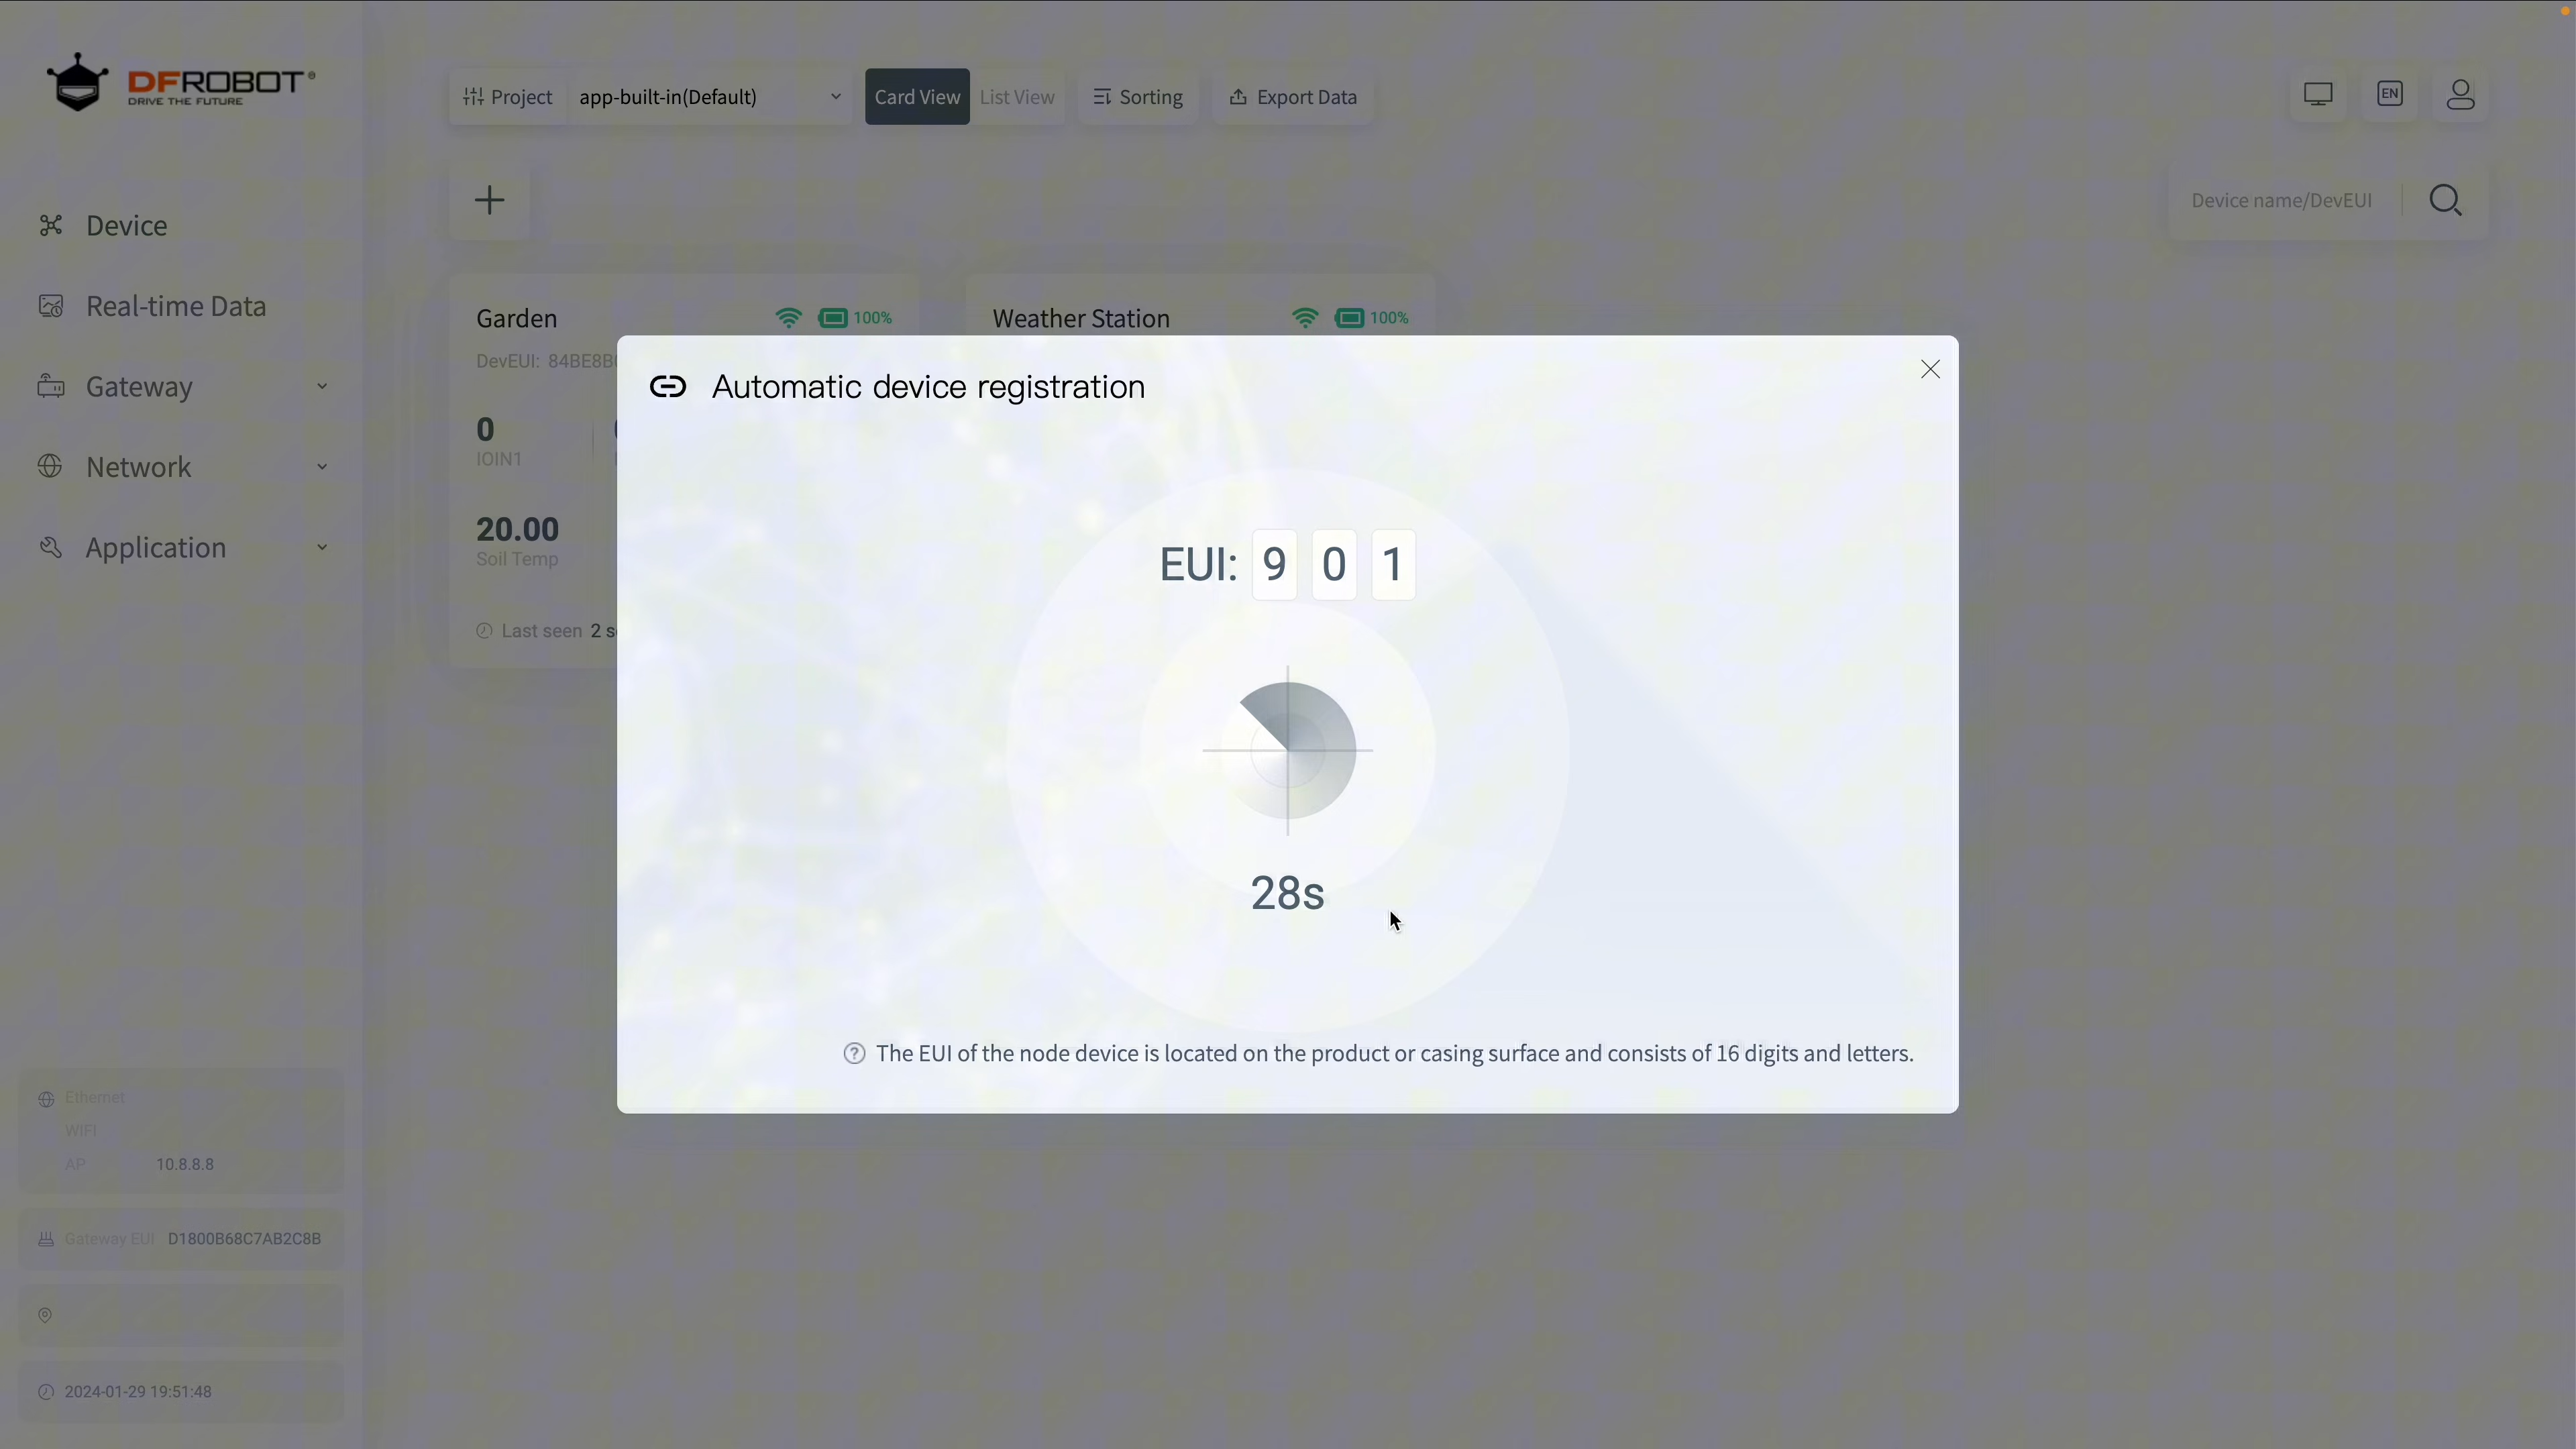 DFROBOT®
DRIVE THE FUTURE
Project
app-built-in(Default)
Card View
List View
Sorting
Export Data
EN
Device name/DevEUI
Device
Real-time Data
Gateway
Network
Application
Garden
100%
DevEUI: 84BE8B
0
IOIN1
20.00
Soil Temp
Last seen 2 s
Weather Station
100%
Automatic device registration
EUI: 9 0 1
28s
The EUI of the node device is located on the product or casing surface and consists of 16 digits and letters.
Ethernet
WIFI
AP 10.8.8.8
Gateway EUI D1800B68C7AB2C8B
2024-01-29 19:51:48